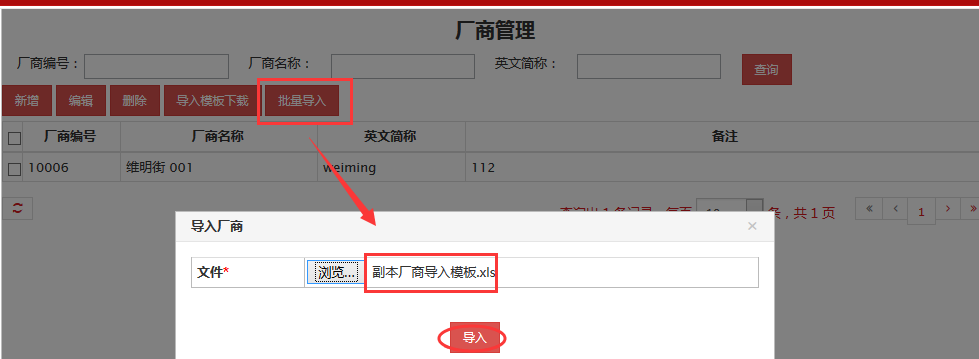 厂商管理
厂商编号： 厂商名称： 英文简称： 查询
新增 编辑 删除 导入模板下载 批量导入
厂商编号 厂商名称 英文简称 备注
10006 维明街 001 weiming 112
查询出 1 条记录，每页 10 条，共 1 页 « ‹ 1 › »
导入厂商 ×
文件* 浏览... 副本厂商导入模板.xls
导入